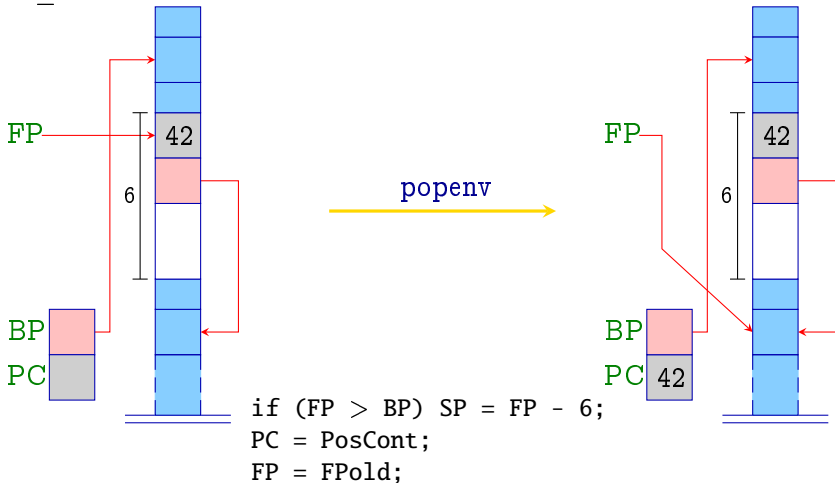 FP
42
6
BP
PC
popenv
FP
42
6
BP
PC
42
if (FP > BP) SP = FP - 6;
PC = PosCont;
FP = FPold;